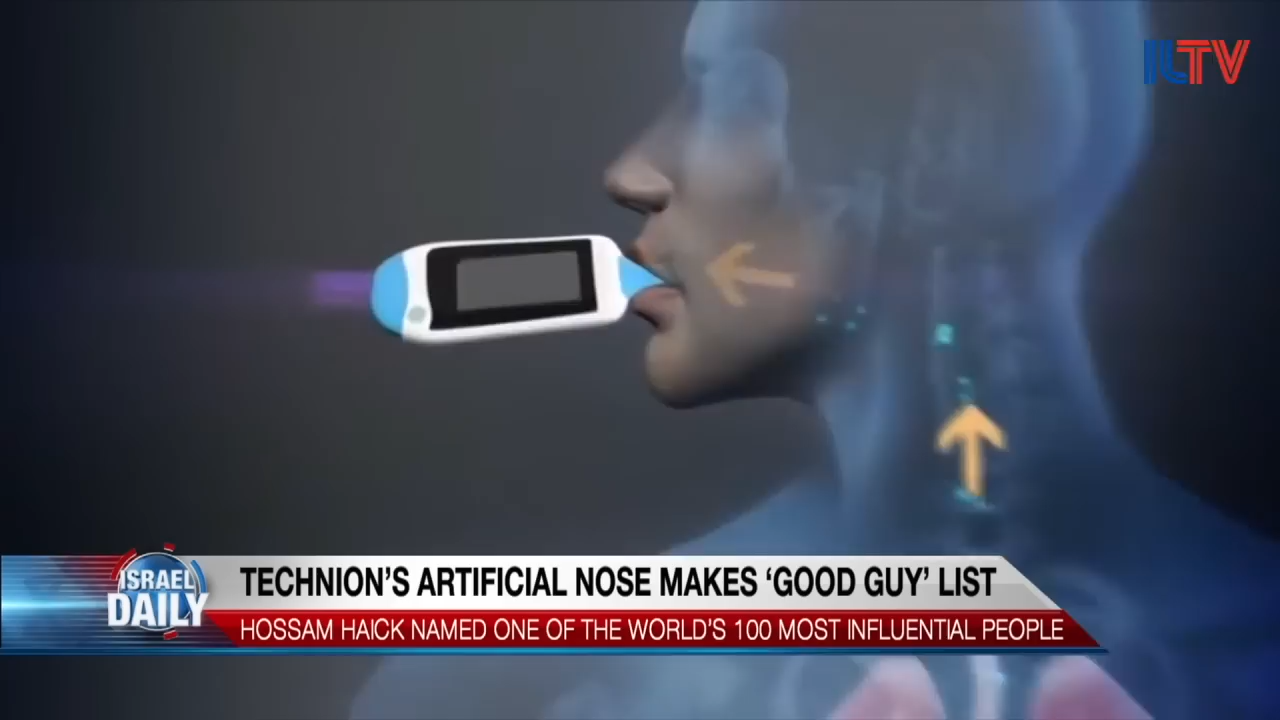 ILTV
ISRAEL
DAILY
TECHNION'S ARTIFICIAL NOSE MAKES 'GOOD GUY' LIST
HOSSAM HAICK NAMED ONE OF THE WORLD'S 100 MOST INFLUENTIAL PEOPLE